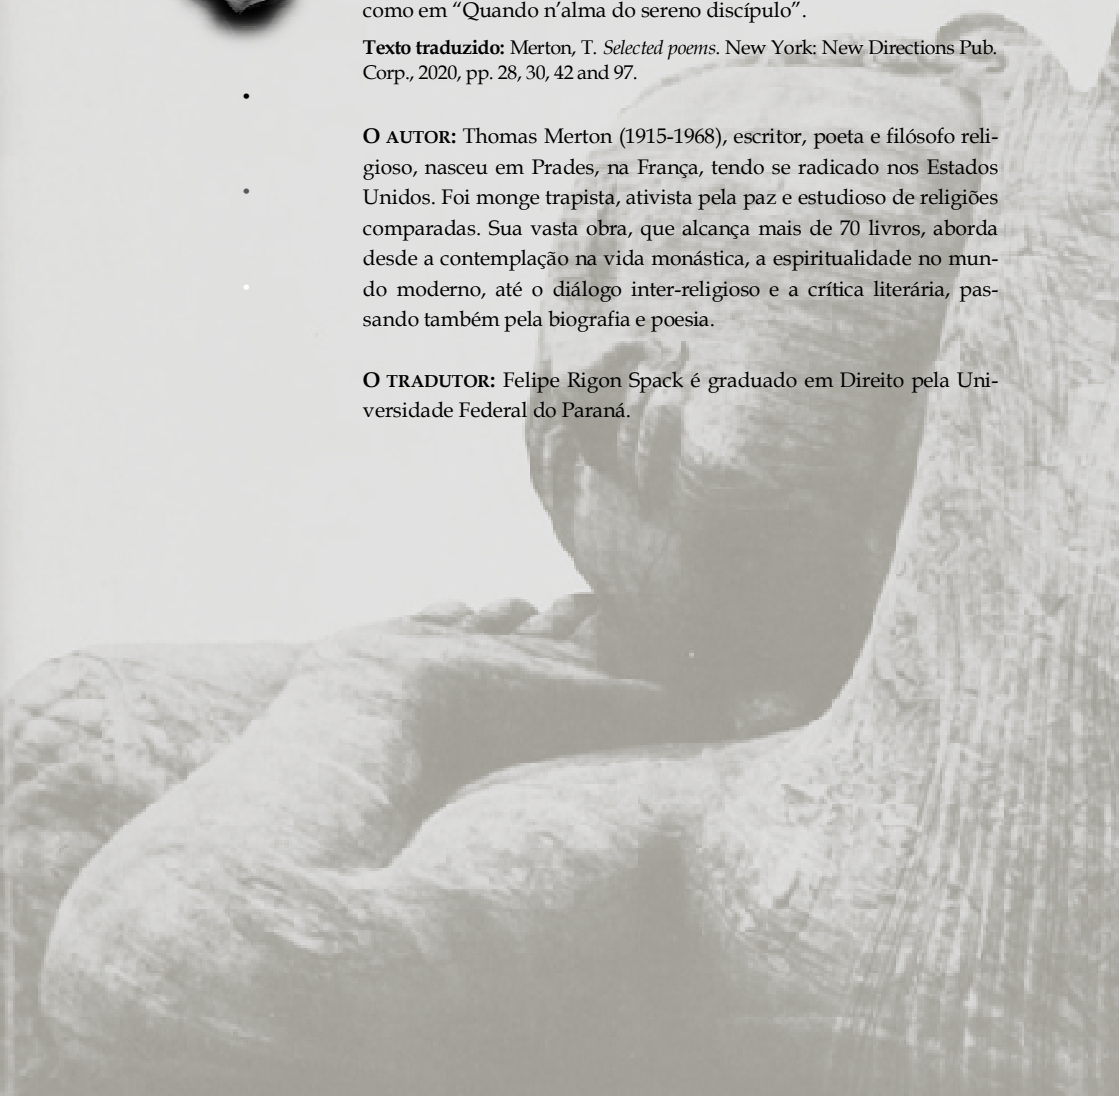 como em “Quando n’alma do sereno discípulo”.
Texto traduzido: Merton, T. Selected poems. New York: New Directions Pub.
Corp., 2020, pp. 28, 30, 42 and 97.
O AUTOR: Thomas Merton (1915-1968), escritor, poeta e filósofo reli-
gioso, nasceu em Prades, na França, tendo se radicado nos Estados
Unidos. Foi monge trapista, ativista pela paz e estudioso de religiões
comparadas. Sua vasta obra, que alcança mais de 70 livros, aborda
desde a contemplação na vida monástica, a espiritualidade no mun-
do moderno, até o diálogo inter-religioso e a crítica literária, pas-
sando também pela biografia e poesia.
O TRADUTOR: Felipe Rigon Spack é graduado em Direito pela Uni-
versidade Federal do Paraná.